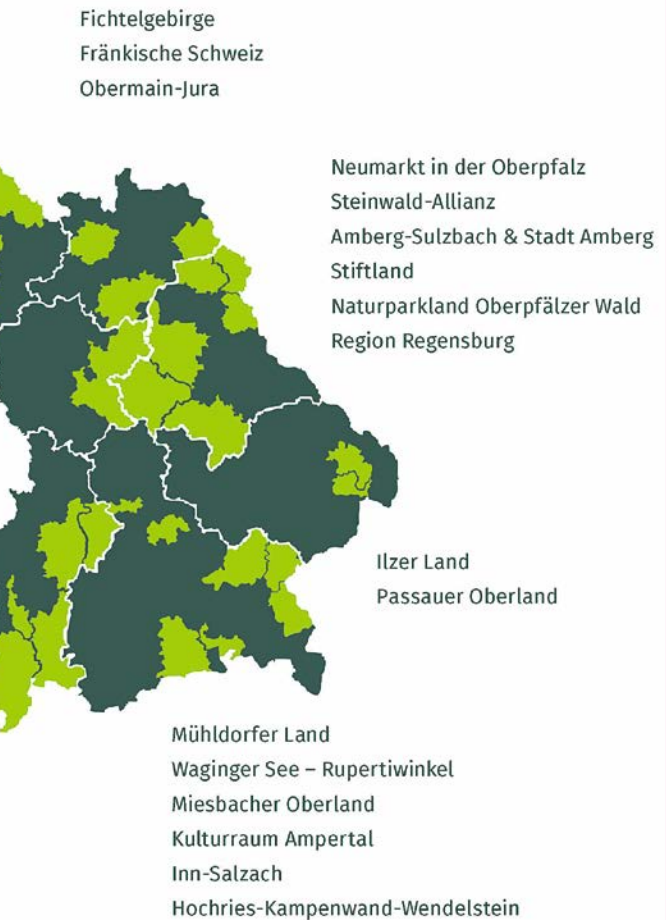 Fichtelgebirge
Fränkische Schweiz
Obermain-Jura
Neumarkt in der Oberpfalz
Steinwald-Allianz
Amberg-Sulzbach & Stadt Amberg
Stiftland
Naturparkland Oberpfälzer Wald
Region Regensburg
Ilzer Land
Passauer Oberland
Mühldorfer Land
Waginger See – Rupertiwinkel
Miesbacher Oberland
Kulturraum Ampertal
Inn-Salzach
Hochries-Kampenwand-Wendelstein